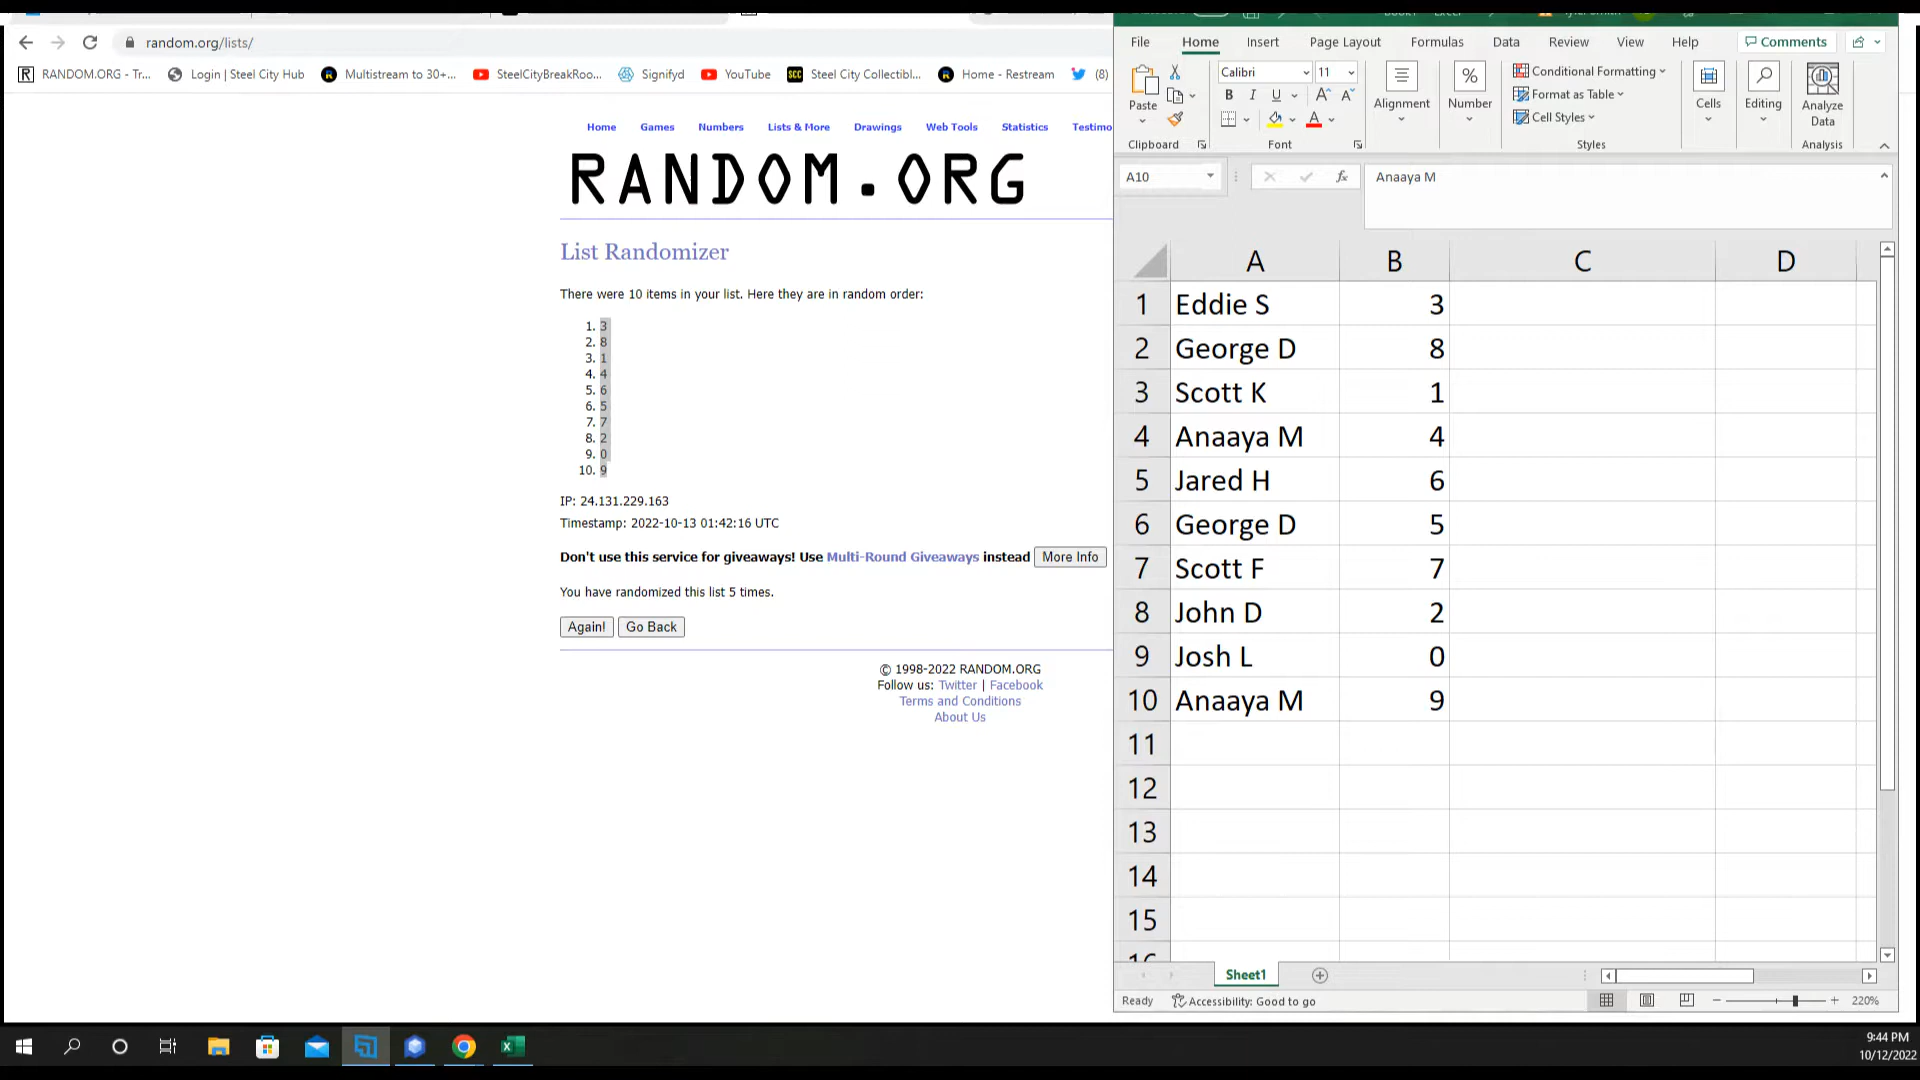 random.org/lists/
RANDOM.ORG - Tr...
Login | Steel City Hub
Multistream to 30+...
SteelCityBreakRoo...
Signifyd
YouTube
SCC
Steel City Collectibl...
Home - Restream
(8)
Home Games Numbers Lists & More Drawings Web Tools Statistics Testimo
RANDOM.ORG
List Randomizer
There were 10 items in your list. Here they are in random order:
1. 3
2. 8
3. 1
4. 4
5. 6
6. 5
7. 7
8. 2
9. 0
10. 9
IP: 24.131.229.163
Timestamp: 2022-10-13 01:42:16 UTC
Don't use this service for giveaways! Use Multi-Round Giveaways instead More Info
You have randomized this list 5 times.
Again! Go Back
© 1998-2022 RANDOM.ORG
Follow us: Twitter | Facebook
Terms and Conditions
About Us
File Home Insert Page Layout Formulas Data Review View Help Comments
Paste
Clipboard
Calibri 11
B I U
Font
Alignment
Number
Conditional Formatting
Format as Table
Cell Styles
Styles
Cells
Editing
Analyze
Data
Analysis
A10 fx Anaaya M
A B C D
1 Eddie S 3
2 George D 8
3 Scott K 1
4 Anaaya M 4
5 Jared H 6
6 George D 5
7 Scott F 7
8 John D 2
9 Josh L 0
10 Anaaya M 9
11
12
13
14
15
16
Sheet1
Ready Accessibility: Good to go 220%
9:44 PM
10/12/2022